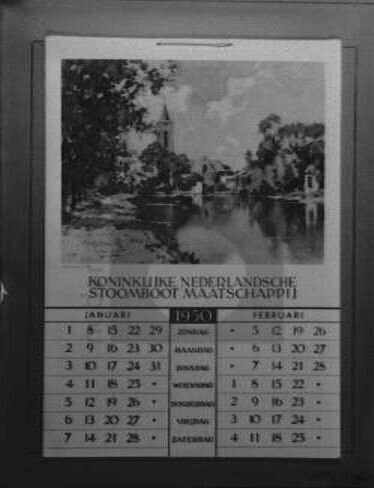 KONINKLIJKE NEDERLANDSCHE
STOOMBOOT MAATSCHAPPIJ
JANUARI 1950 FEBRUARI
1 8 15 22 29 ZONDAG • 5 12 19 26
2 9 16 23 30 MAANDAG • 6 13 20 27
3 10 17 24 31 DINSDAG • 7 14 21 28
4 11 18 25 • WOENSDAG 1 8 15 22 •
5 12 19 26 • DONDERDAG 2 9 16 23 •
6 13 20 27 • VRIJDAG 3 10 17 24 •
7 14 21 28 • ZATERDAG 4 11 18 25 •